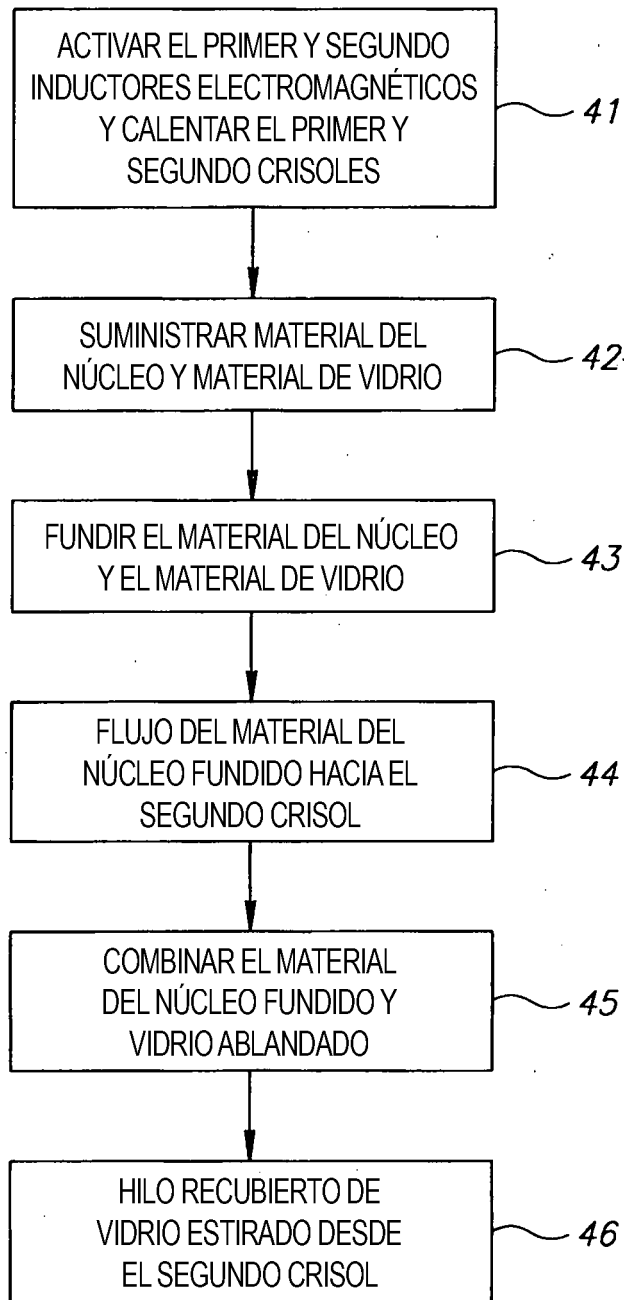 ACTIVAR EL PRIMER Y SEGUNDO
INDUCTORES ELECTROMAGNÉTICOS
Y CALENTAR EL PRIMER Y
SEGUNDO CRISOLES
41
SUMINISTRAR MATERIAL DEL
NÚCLEO Y MATERIAL DE VIDRIO
42
FUNDIR EL MATERIAL DEL NÚCLEO
Y EL MATERIAL DE VIDRIO
43
FLUJO DEL MATERIAL DEL
NÚCLEO FUNDIDO HACIA EL
SEGUNDO CRISOL
44
COMBINAR EL MATERIAL
DEL NÚCLEO FUNDIDO Y
VIDRIO ABLANDADO
45
HILO RECUBIERTO DE
VIDRIO ESTIRADO DESDE
EL SEGUNDO CRISOL
46